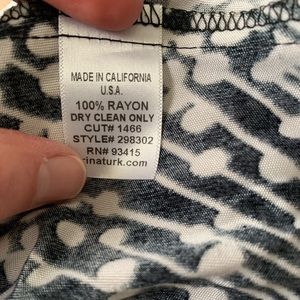 MADE IN CALIFORNIA
U.S.A.
100% RAYON
DRY CLEAN ONLY
CUT# 1466
STYLE# 298302
RN# 93415
rinaturk.com